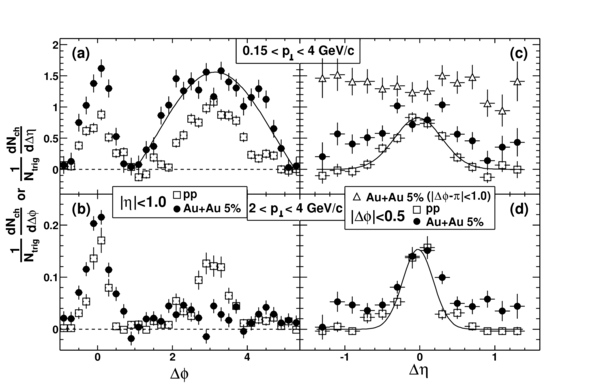 0.15 < p⊥ < 4 GeV/c
(a)
(c)
2
1.5
1
0.5
0
1/N_trig dN_ch/dΔφ or 1/N_trig dN_ch/dΔη
|η|<1.0
□ pp
● Au+Au 5%
2 < p⊥ < 4 GeV/c
△ Au+Au 5% (|Δφ-π|<1.0)
|Δφ|<0.5
□ pp
● Au+Au 5%
(b)
(d)
0.2
0.1
0
0 2 4
-1 0 1
Δφ
Δη